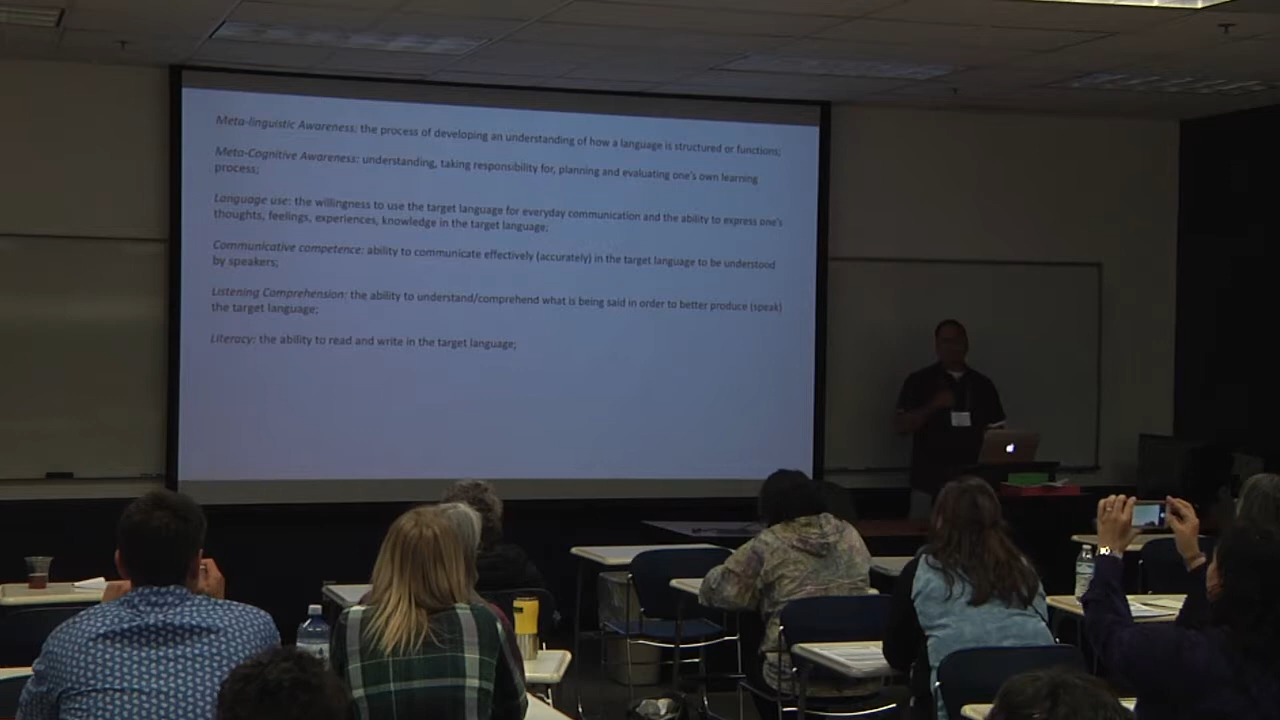 Meta-linguistic Awareness: the process of developing an understanding of how a language is structured or functions;
Meta-Cognitive Awareness: understanding, taking responsibility for, planning and evaluating one's own learning
process;
Language use: the willingness to use the target language for everyday communication and the ability to express one's
thoughts, feelings, experiences, knowledge in the target language;
Communicative competence: ability to communicate effectively (accurately) in the target language to be understood
by speakers;
Listening Comprehension: the ability to understand/comprehend what is being said in order to better produce (speak)
the target language;
Literacy: the ability to read and write in the target language;